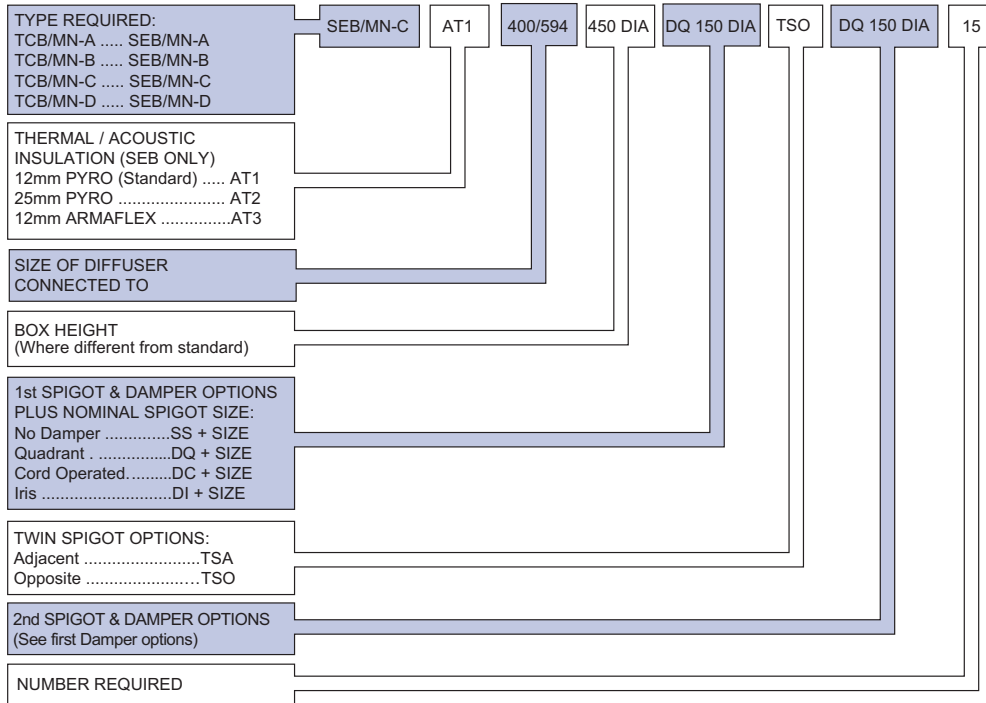 TYPE REQUIRED:
TCB/MN-A ..... SEB/MN-A
TCB/MN-B ..... SEB/MN-B
TCB/MN-C ..... SEB/MN-C
TCB/MN-D ..... SEB/MN-D
SEB/MN-C
AT1
400/594
450 DIA
DQ 150 DIA
TSO
DQ 150 DIA
15
THERMAL / ACOUSTIC
INSULATION (SEB ONLY)
12mm PYRO (Standard) ..... AT1
25mm PYRO ...................... AT2
12mm ARMAFLEX ...............AT3
SIZE OF DIFFUSER
CONNECTED TO
BOX HEIGHT
(Where different from standard)
1st SPIGOT & DAMPER OPTIONS
PLUS NOMINAL SPIGOT SIZE:
No Damper ..............SS + SIZE
Quadrant . ...............DQ + SIZE
Cord Operated..........DC + SIZE
Iris ............................DI + SIZE
TWIN SPIGOT OPTIONS:
Adjacent .........................TSA
Opposite ........................TSO
2nd SPIGOT & DAMPER OPTIONS
(See first Damper options)
NUMBER REQUIRED